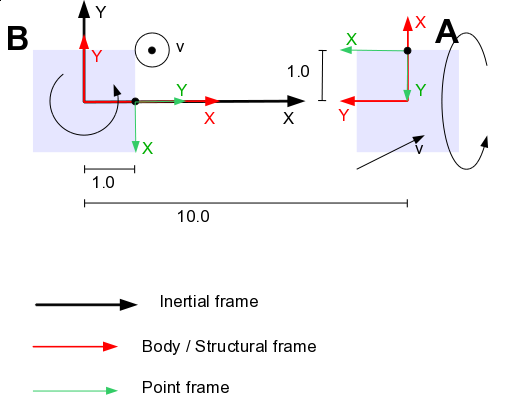 Y
B
Y
v
Y
X
X
X
1.0
10.0
X
A
X
1.0
Y
Y
v
Inertial frame
Body / Structural frame
Point frame